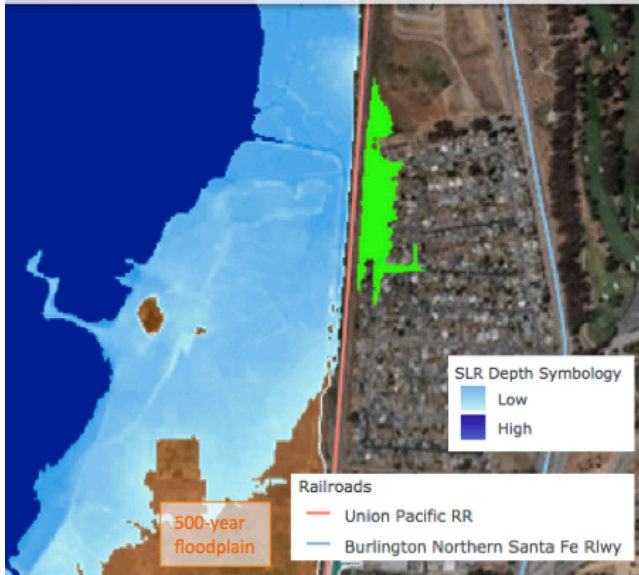 SLR Depth Symbology
Low
High
Railroads
Union Pacific RR
Burlington Northern Santa Fe Rlwy
500-year
floodplain